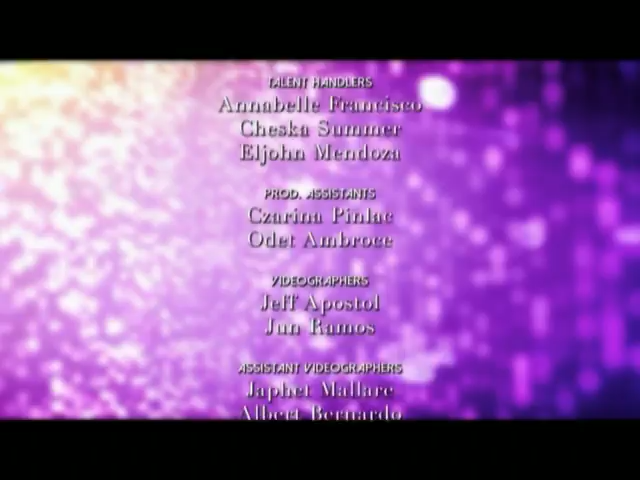 TALENT HANDLERS
Annabelle Francisco
Cheska Summer
Eljohn Mendoza
PROD. ASSISTANTS
Czarina Pinlac
Odet Ambroce
VIDEOGRAPHERS
Jeff Apostol
Jun Ramos
ASSISTANT VIDEOGRAPHERS
Japhet Mallare
Albert Bernardo